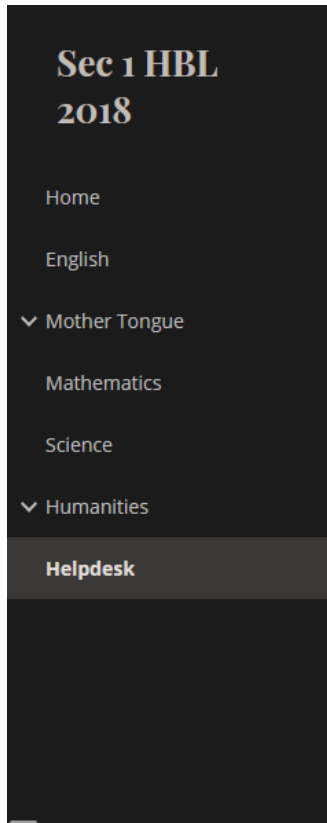 Sec 1 HBL
2018
Home
English
Mother Tongue
Mathematics
Science
Humanities
Helpdesk